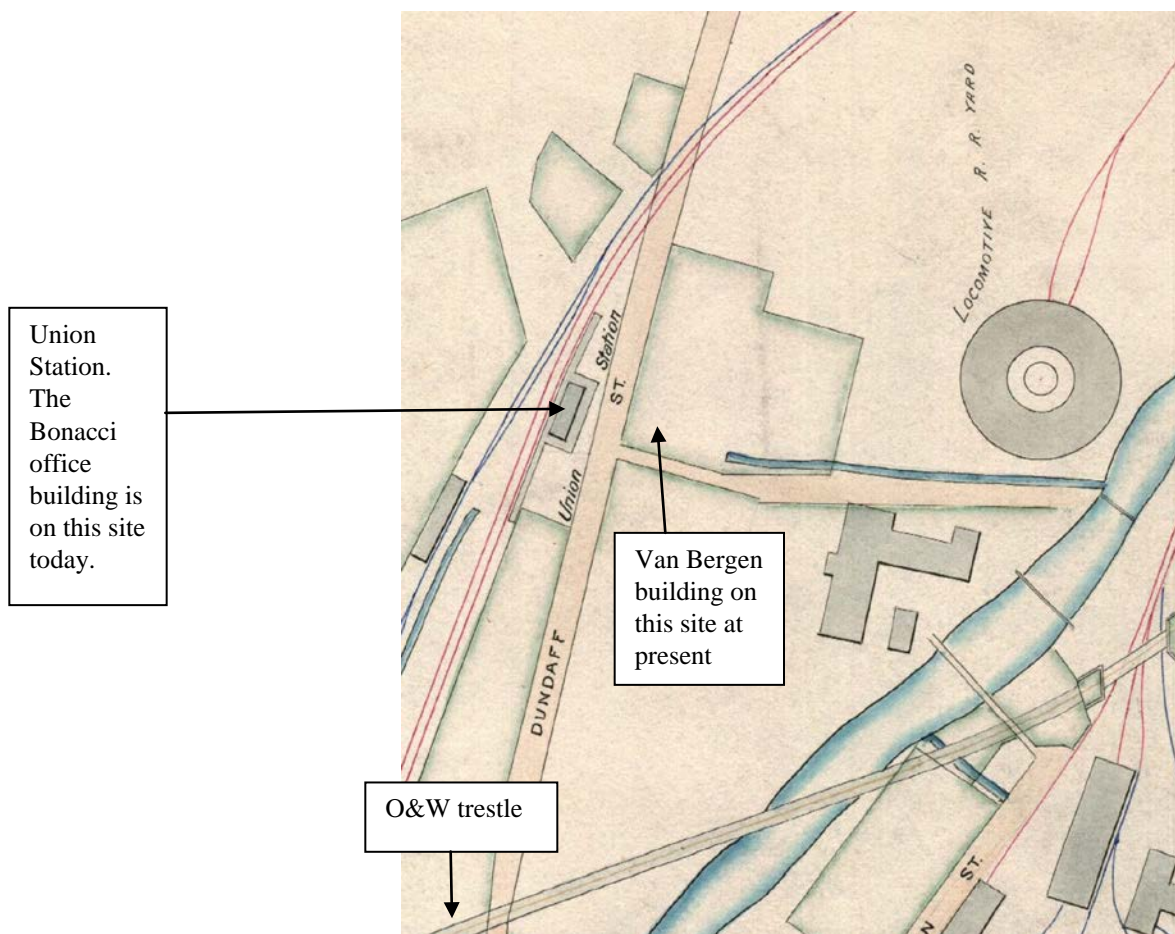 LOCOMOTIVE R. R. YARD
Union
Station.
The
Bonacci
office
building is
on this site
today.
Union Station
DUNDAFF ST.
Van Bergen
building on
this site at
present
O&W trestle
N ST.